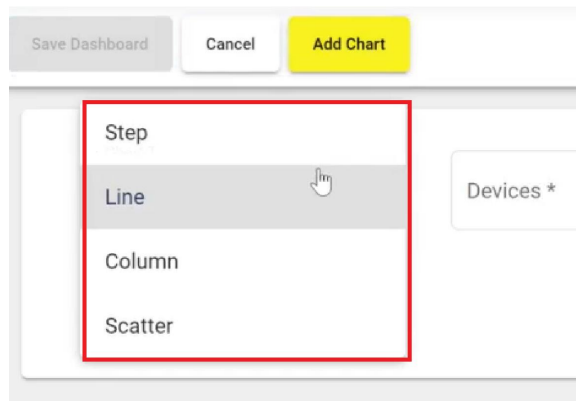 Save Dashboard Cancel Add Chart
Step
Line
Devices *
Column
Scatter